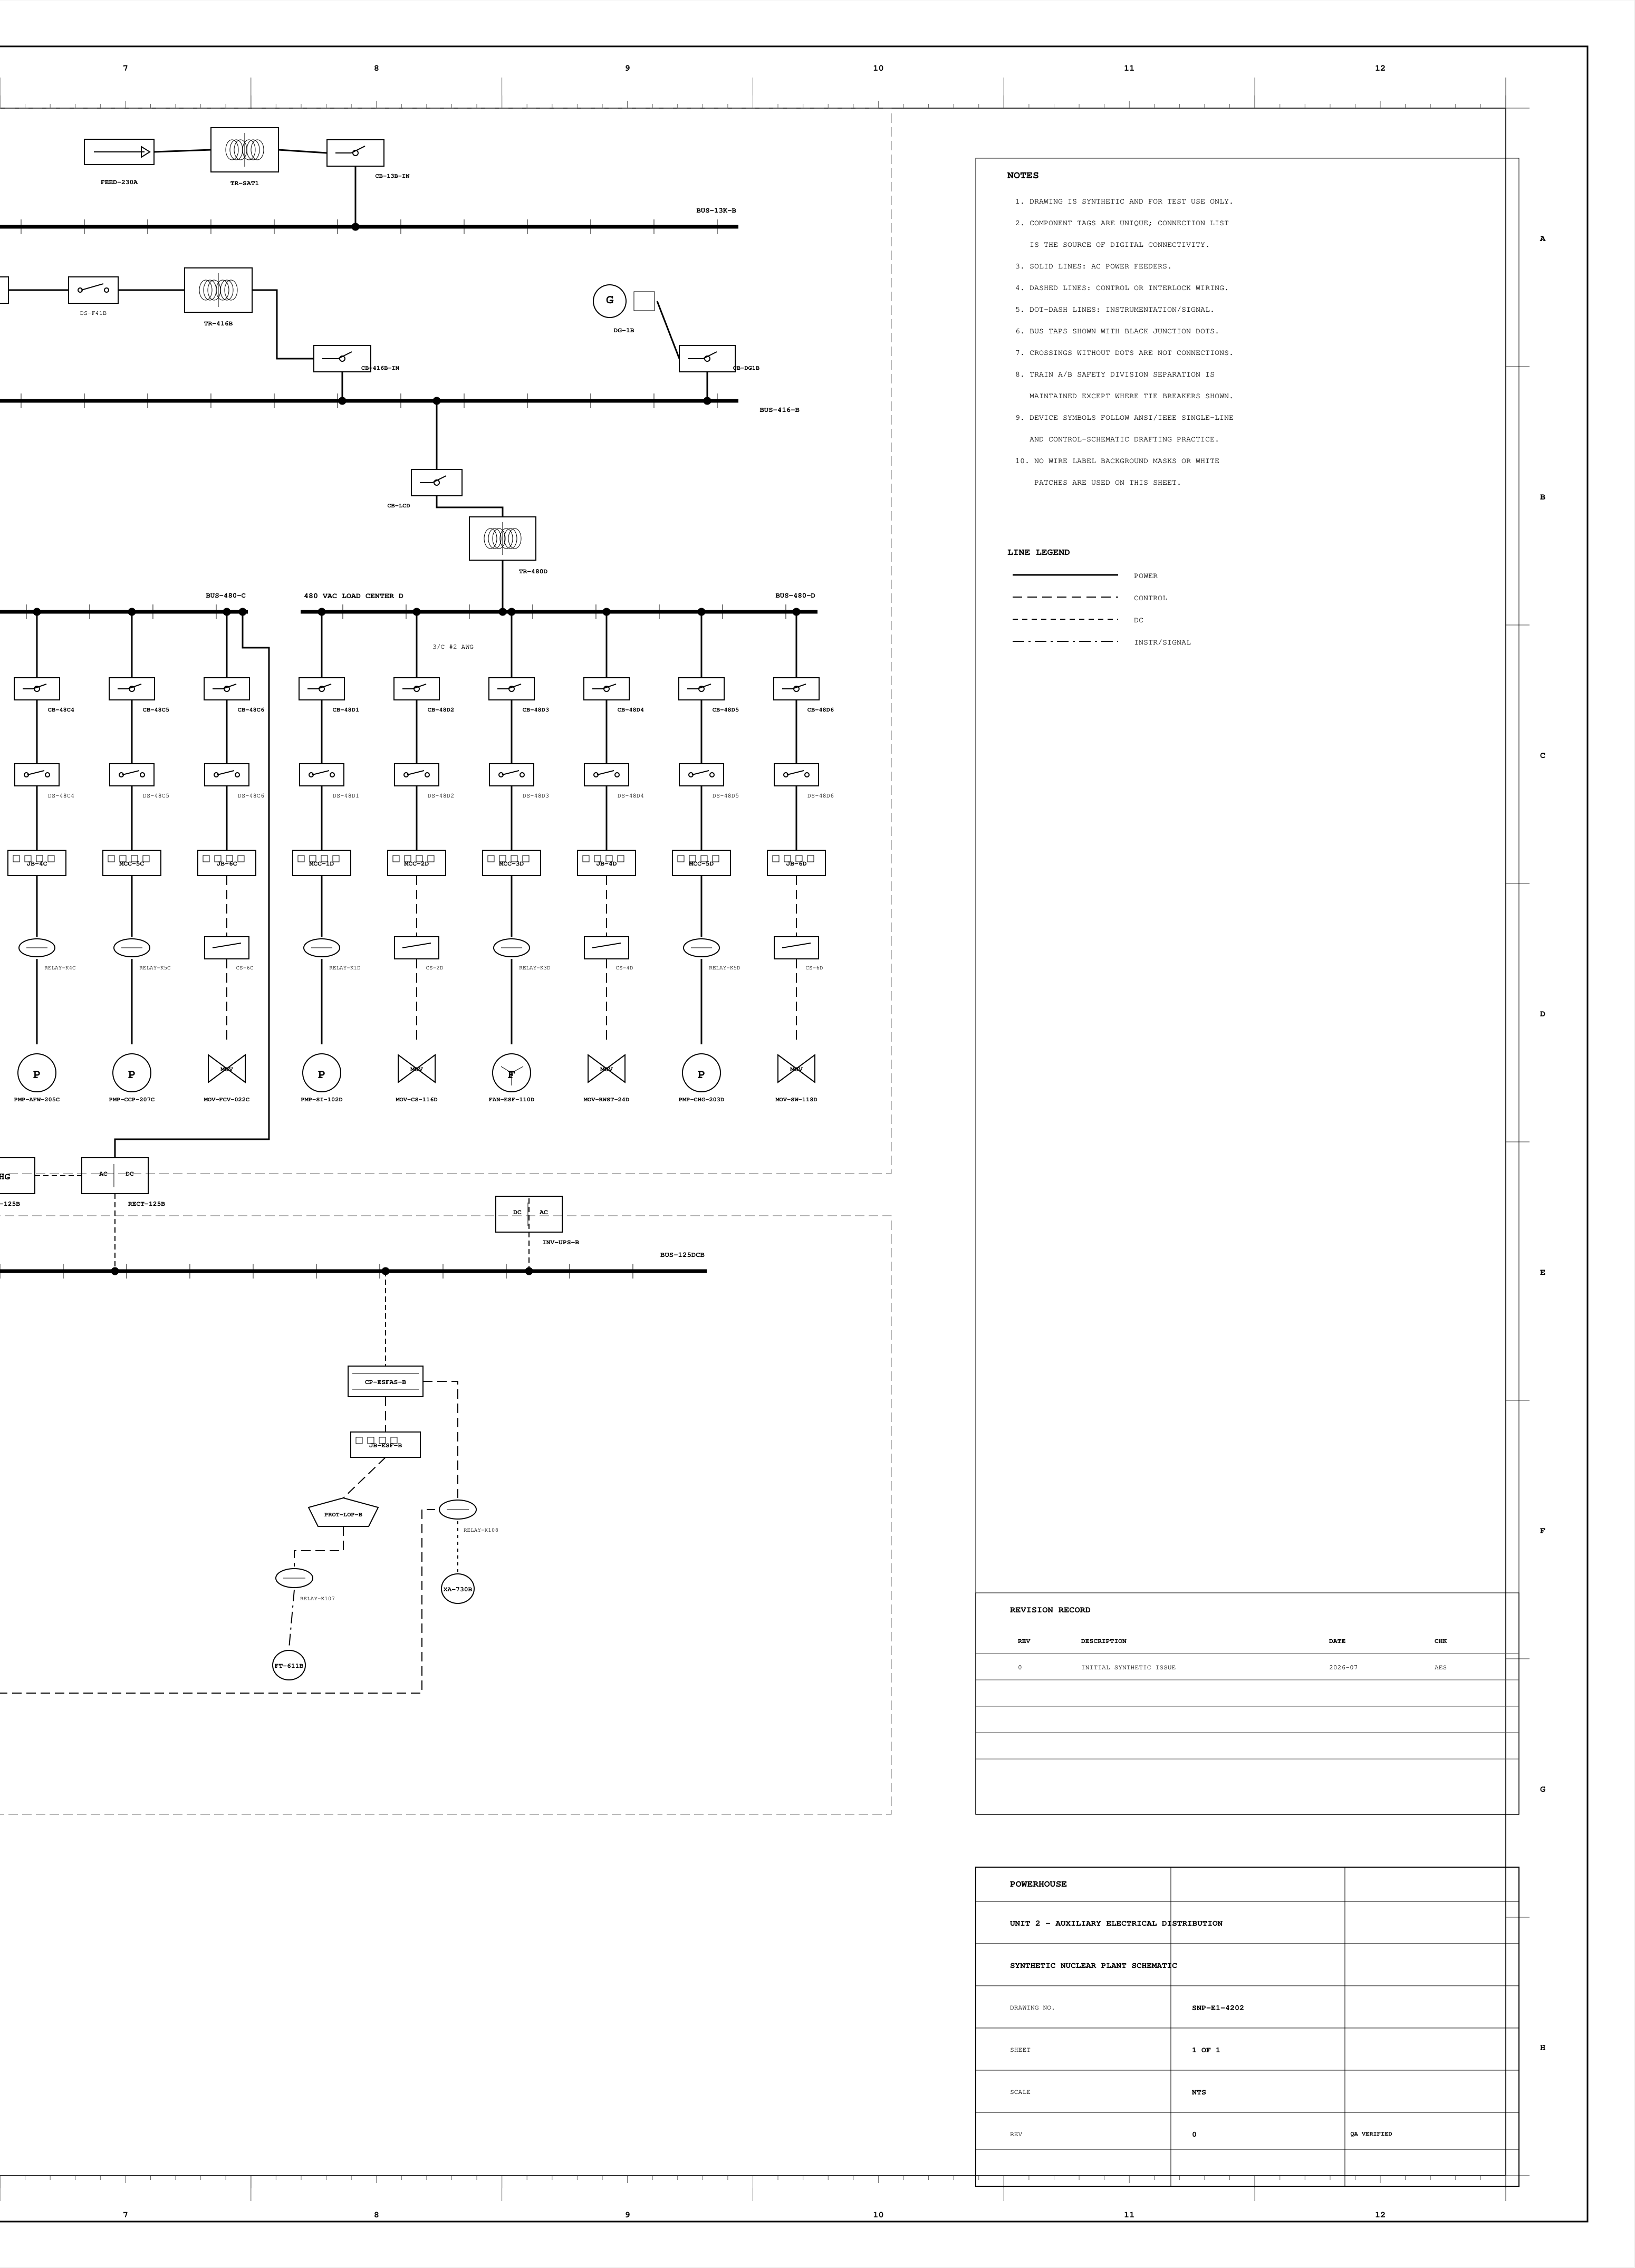 7 8 9 10 11 12
FEED-230A
TR-SAT1
CB-13B-IN
BUS-13K-B
DS-F41B
TR-416B
CB-416B-IN
G
DG-1B
CB-DG1B
BUS-416-B
CB-LCD
TR-480D
BUS-480-C
480 VAC LOAD CENTER D
BUS-480-D
3/C #2 AWG
CB-48C4 CB-48C5 CB-48C6 CB-48D1 CB-48D2 CB-48D3 CB-48D4 CB-48D5 CB-48D6
DS-48C4 DS-48C5 DS-48C6 DS-48D1 DS-48D2 DS-48D3 DS-48D4 DS-48D5 DS-48D6
JB-4C MCC-5C JB-6C MCC-1D MCC-2D MCC-3D JB-4D MCC-5D JB-6D
RELAY-K4C RELAY-K5C CS-6C RELAY-K1D CS-2D RELAY-K3D CS-4D RELAY-K5D CS-6D
P P MOV P MOV F MOV P MOV
PMP-AFW-205C PMP-CCP-207C MOV-FCV-022C PMP-SI-102D MOV-CS-116D FAN-ESF-110D MOV-RWST-24D PMP-CHG-203D MOV-SW-118D
HG
-125B
AC DC
RECT-125B
DC AC
INV-UPS-B
BUS-125DCB
CP-ESFAS-B
JB-ESF-B
PROT-LOP-B
RELAY-K108
RELAY-K107
XA-730B
FT-611B
NOTES
1. DRAWING IS SYNTHETIC AND FOR TEST USE ONLY.
2. COMPONENT TAGS ARE UNIQUE; CONNECTION LIST
IS THE SOURCE OF DIGITAL CONNECTIVITY.
3. SOLID LINES: AC POWER FEEDERS.
4. DASHED LINES: CONTROL OR INTERLOCK WIRING.
5. DOT-DASH LINES: INSTRUMENTATION/SIGNAL.
6. BUS TAPS SHOWN WITH BLACK JUNCTION DOTS.
7. CROSSINGS WITHOUT DOTS ARE NOT CONNECTIONS.
8. TRAIN A/B SAFETY DIVISION SEPARATION IS
MAINTAINED EXCEPT WHERE TIE BREAKERS SHOWN.
9. DEVICE SYMBOLS FOLLOW ANSI/IEEE SINGLE-LINE
AND CONTROL-SCHEMATIC DRAFTING PRACTICE.
10. NO WIRE LABEL BACKGROUND MASKS OR WHITE
PATCHES ARE USED ON THIS SHEET.
LINE LEGEND
POWER
CONTROL
DC
INSTR/SIGNAL
REVISION RECORD
REV DESCRIPTION DATE CHK
0 INITIAL SYNTHETIC ISSUE 2026-07 AES
POWERHOUSE
UNIT 2 - AUXILIARY ELECTRICAL DISTRIBUTION
SYNTHETIC NUCLEAR PLANT SCHEMATIC
DRAWING NO. SNP-E1-4202
SHEET 1 OF 1
SCALE NTS
REV 0 QA VERIFIED
A
B
C
D
E
F
G
H
7 8 9 10 11 12